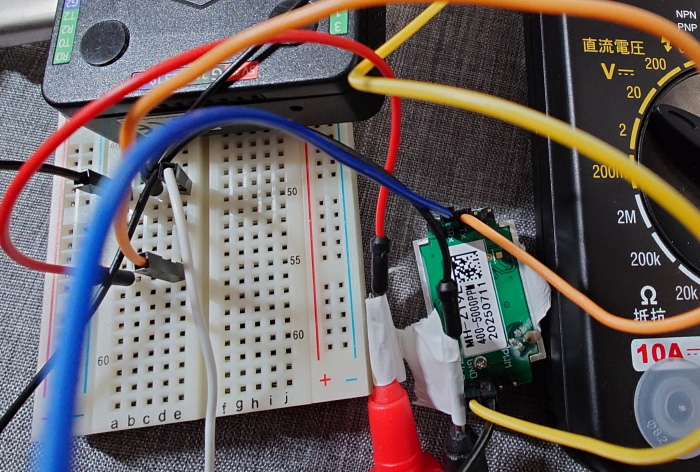 NPN
PNP
直流電圧
V
200
20
2
200m
2M
200k
20k
Ω
抵抗
10A
50
55
60
60
+ −
a b c d e
f g h i j
MH-Z19E
400-5000PPM
20250711